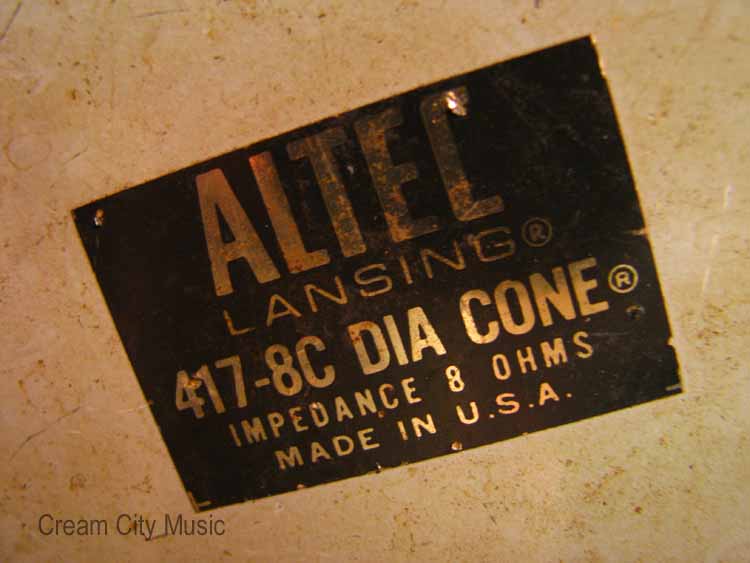 ALTEC
LANSING®
417-8C DIA CONE®
IMPEDANCE 8 OHMS
MADE IN U.S.A.
Cream City Music